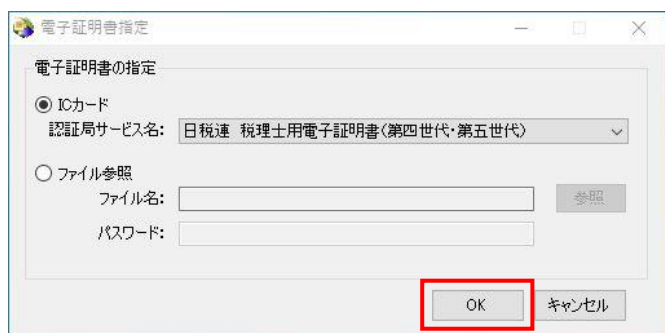 電子証明書指定
電子証明書の指定
ICカード
認証局サービス名: 日税連 税理士用電子証明書(第四世代・第五世代)
ファイル参照
ファイル名: 参照
パスワード:
OK キャンセル